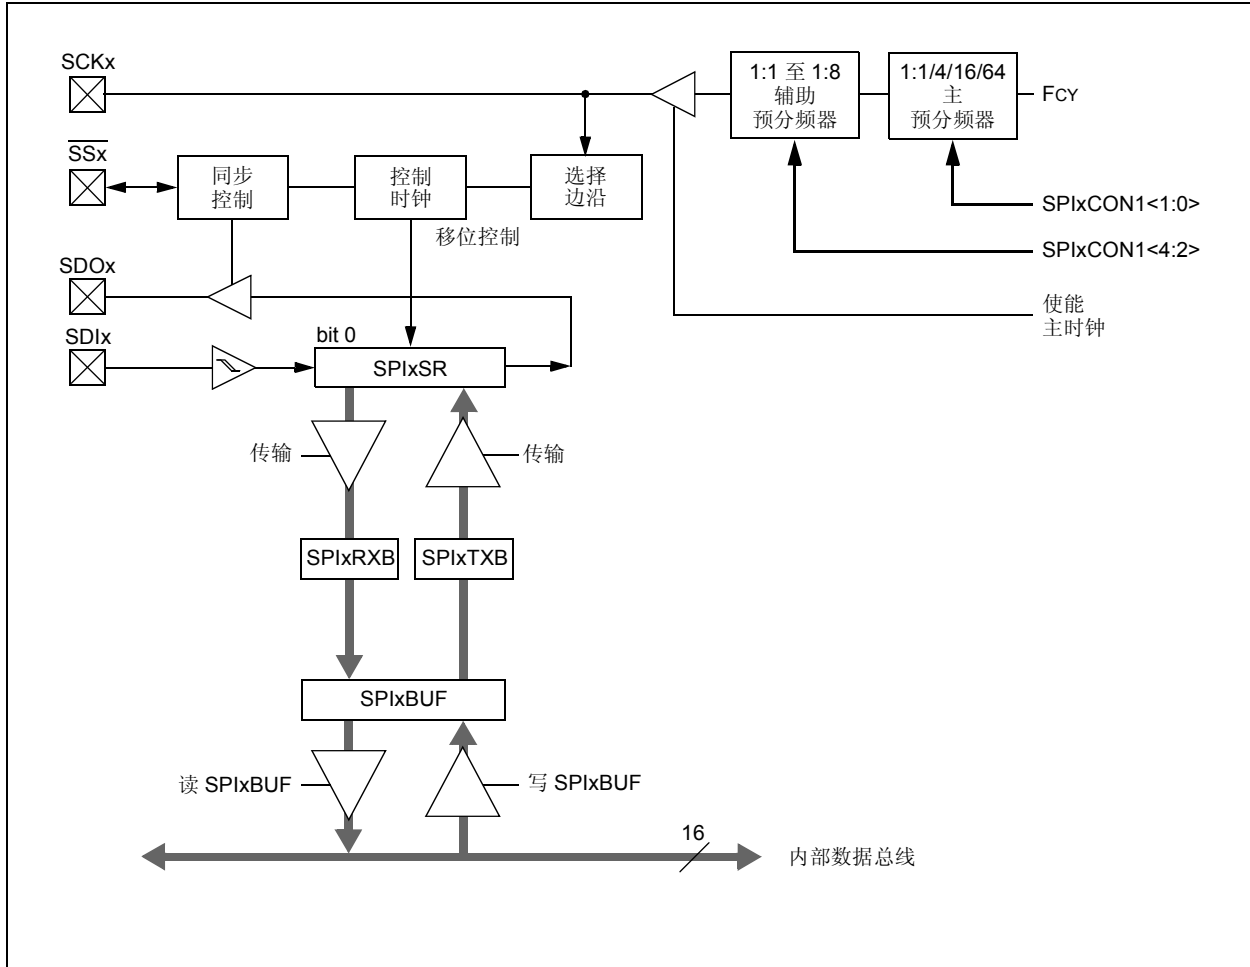 SCKx
1:1 至 1:8
辅助
预分频器
1:1/4/16/64
主
预分频器
FCY
SSx
同步
控制
控制
时钟
选择
边沿
SPIxCON1<1:0>
移位控制
SPIxCON1<4:2>
SDOx
使能
主时钟
SDIx
bit 0
SPIxSR
传输
传输
SPIxRXB
SPIxTXB
SPIxBUF
读 SPIxBUF
写 SPIxBUF
16
内部数据总线